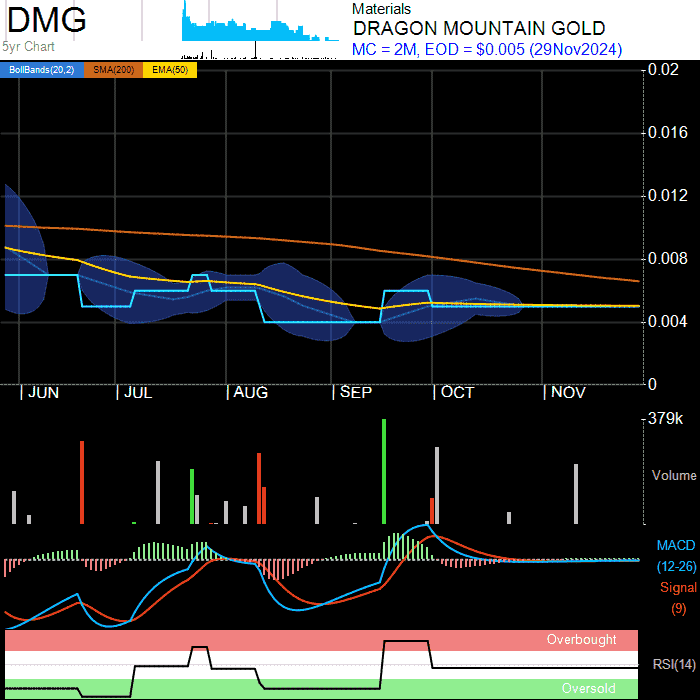 DMG
5yr Chart
Materials
DRAGON MOUNTAIN GOLD
MC = 2M, EOD = $0.005 (29Nov2024)
BollBands(20,2) SMA(200) EMA(50)
0.02
0.016
0.012
0.008
0.004
0
JUN JUL AUG SEP OCT NOV
379k
Volume
MACD
(12-26)
Signal
(9)
Overbought
RSI(14)
Oversold